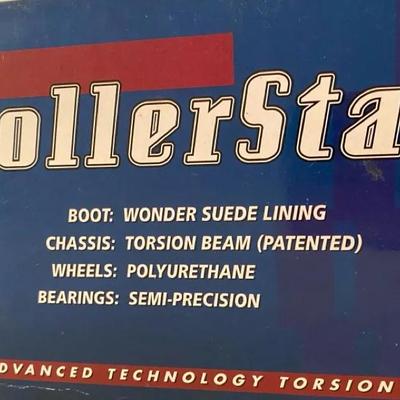 ollerSta
BOOT: WONDER SUEDE LINING
CHASSIS: TORSION BEAM (PATENTED)
WHEELS: POLYURETHANE
BEARINGS: SEMI-PRECISION
DVANCED TECHNOLOGY TORSION